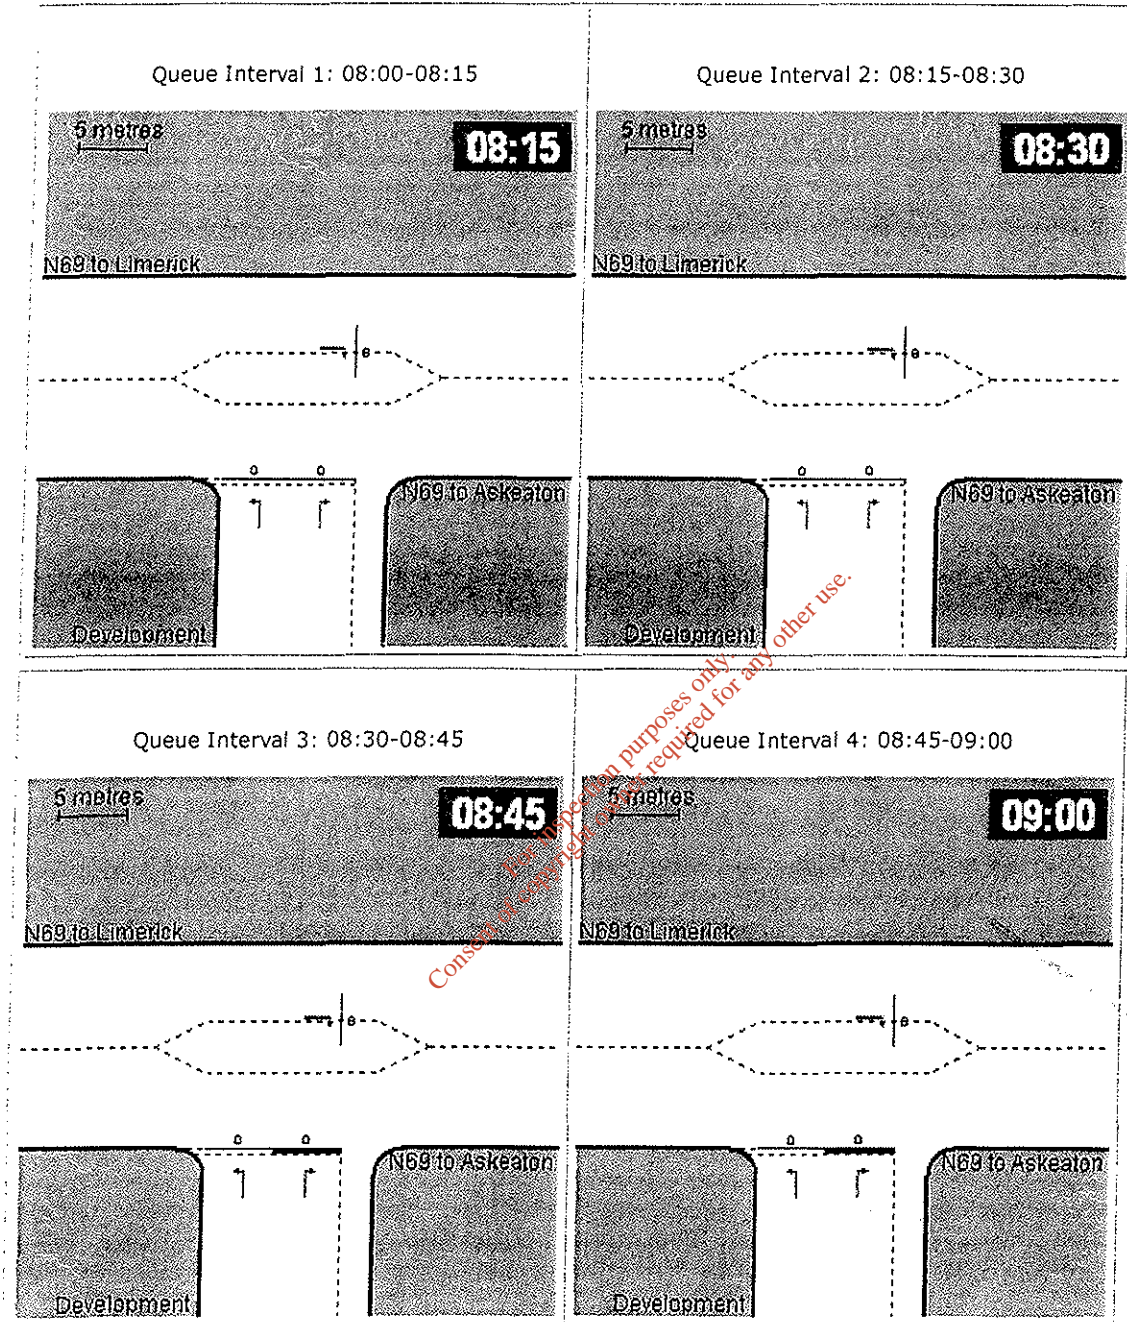 Queue Interval 1: 08:00-08:15
5 metres
08:15
N69 to Limerick
0
0
N69 to Askeaton
Development
Queue Interval 2: 08:15-08:30
5 metres
08:30
N69 to Limerick
0
0
N69 to Askeaton
Development
Queue Interval 3: 08:30-08:45
5 metres
08:45
N69 to Limerick
0
0
N69 to Askeaton
Development
Queue Interval 4: 08:45-09:00
5 metres
09:00
N69 to Limerick
0
0
N69 to Askeaton
Development
For inspection purposes only.
Consent of copyright owner required for any other use.